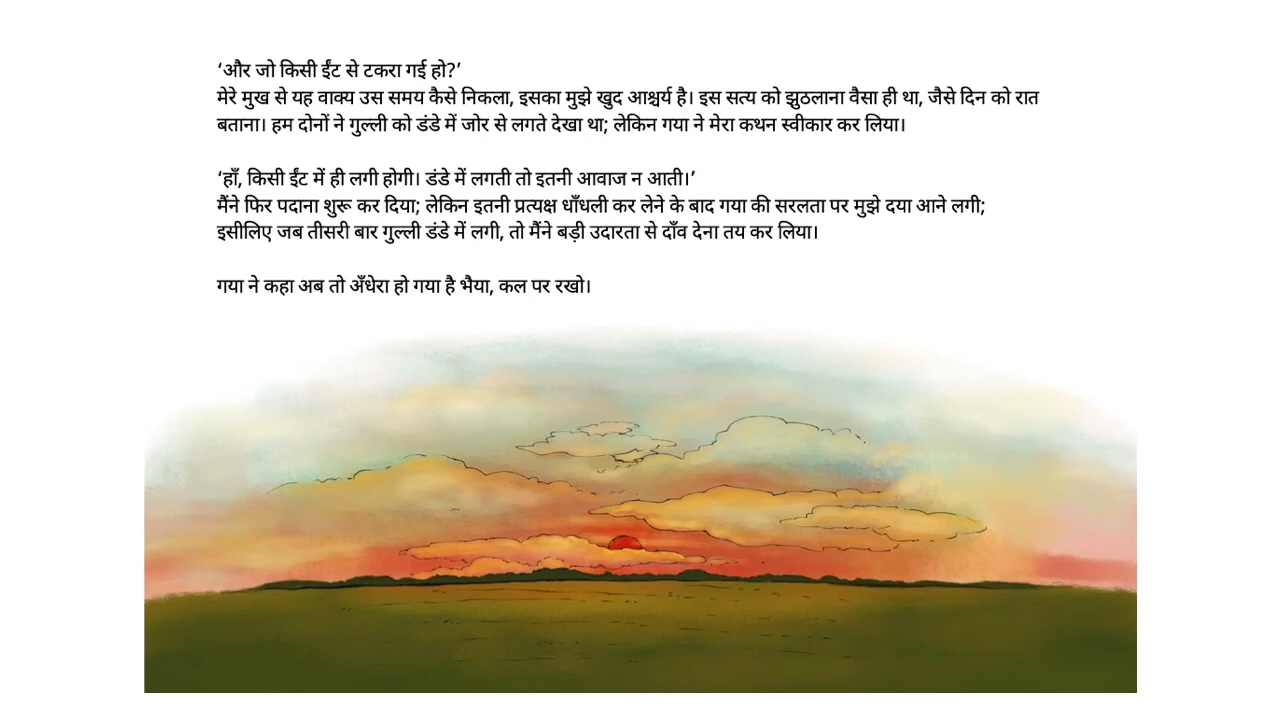 ‘और जो किसी ईंट से टकरा गई हो?’
मेरे मुख से यह वाक्य उस समय कैसे निकला, इसका मुझे खुद आश्चर्य है। इस सत्य को झुठलाना वैसा ही था, जैसे दिन को रात
बताना। हम दोनों ने गुल्ली को डंडे में जोर से लगते देखा था; लेकिन गया ने मेरा कथन स्वीकार कर लिया।
‘हाँ, किसी ईंट में ही लगी होगी। डंडे में लगती तो इतनी आवाज न आती।’
मैंने फिर पदाना शुरू कर दिया; लेकिन इतनी प्रत्यक्ष धाँधली कर लेने के बाद गया की सरलता पर मुझे दया आने लगी;
इसीलिए जब तीसरी बार गुल्ली डंडे में लगी, तो मैंने बड़ी उदारता से दाँव देना तय कर लिया।
गया ने कहा अब तो अँधेरा हो गया है भैया, कल पर रखो।